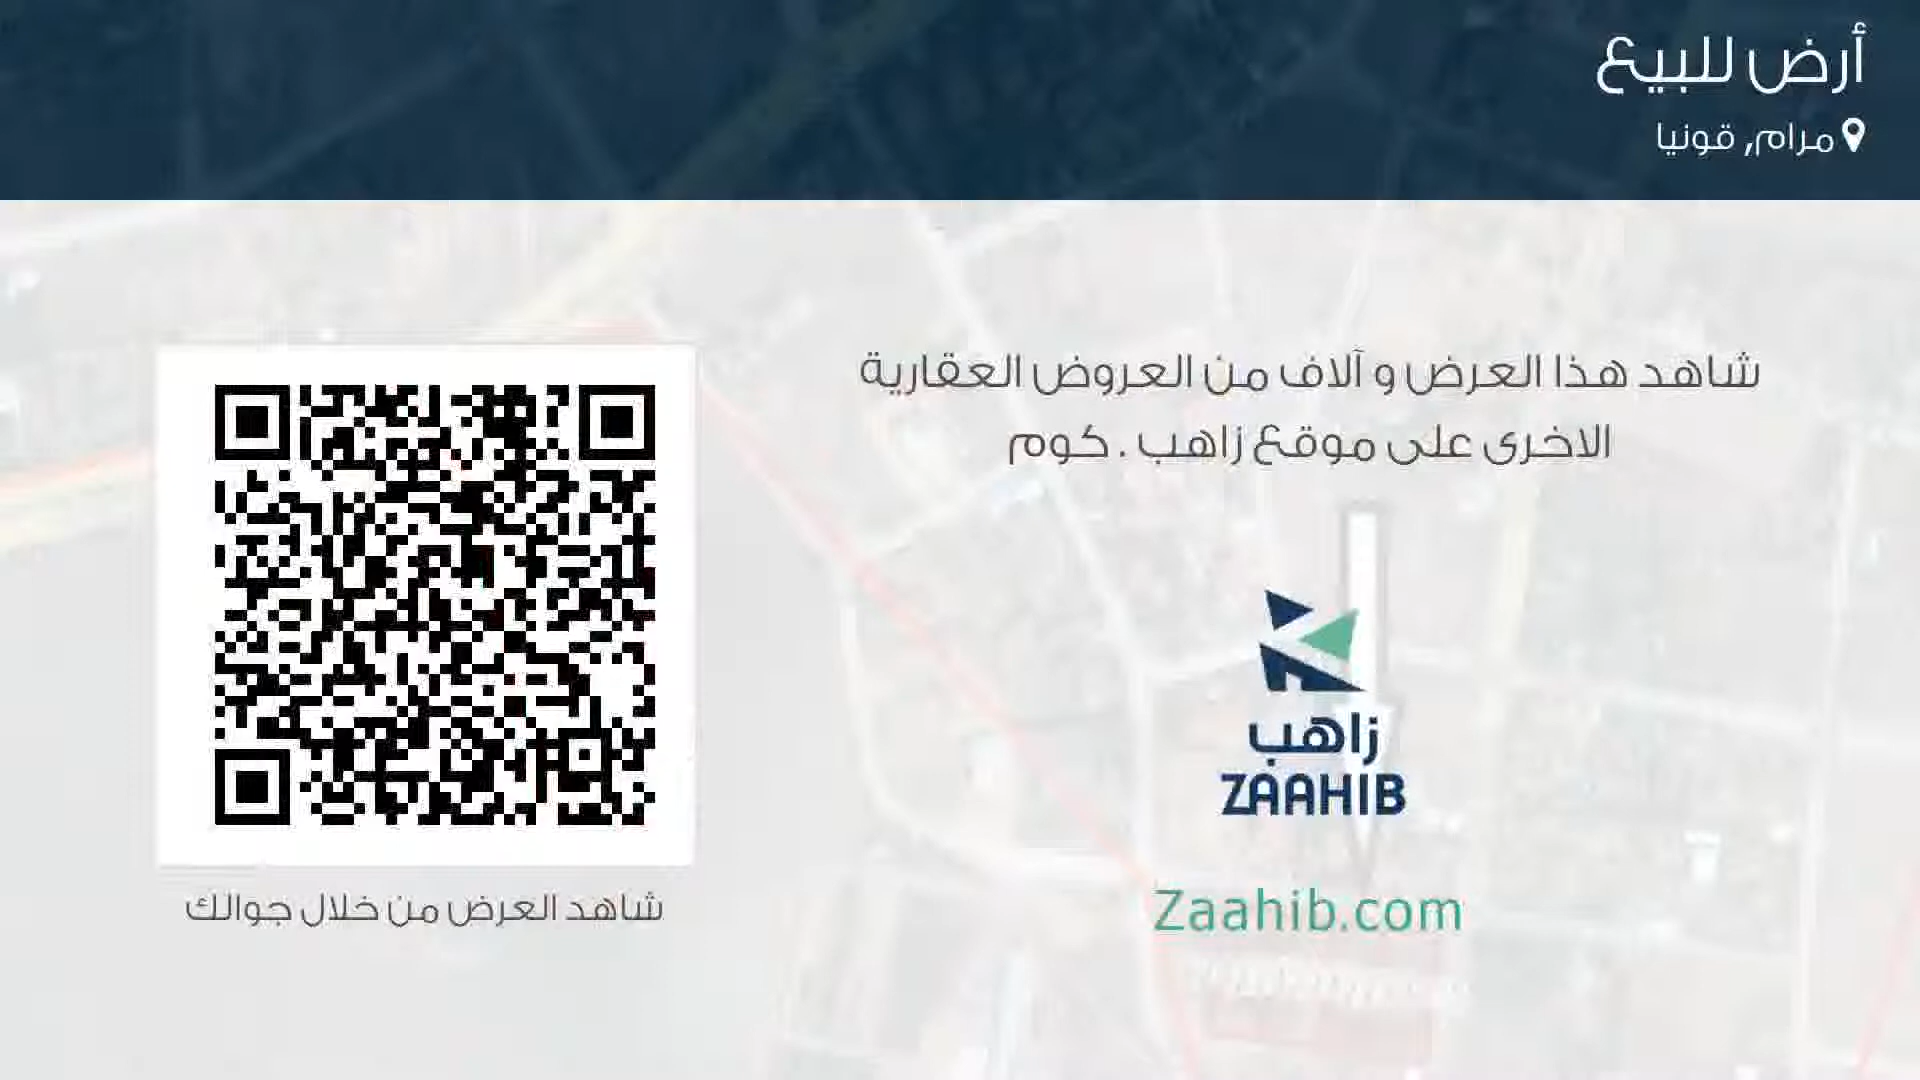 أرض للبيع
مرام, قونيا
شاهد هذا العرض و آلاف من العروض العقارية
الاخرى على موقع زاهب . كوم
زاهب
ZAAHIB
Zaahib.com
شاهد العرض من خلال جوالك